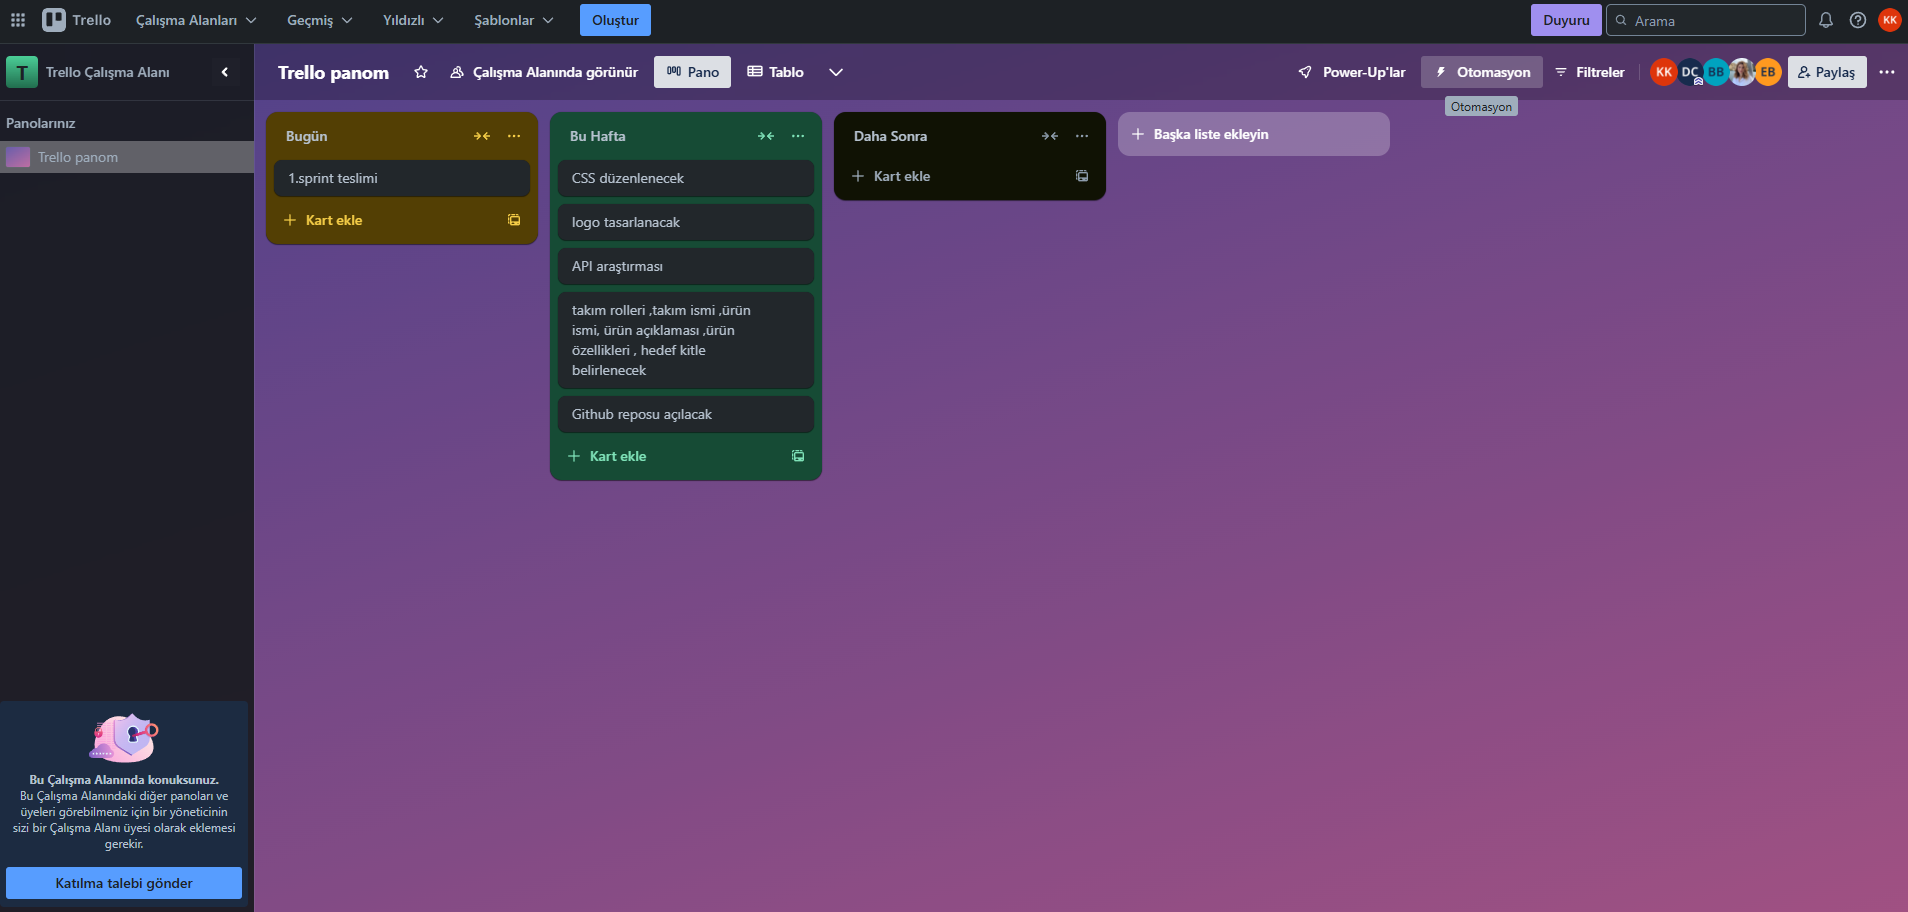 Trello
Çalışma Alanları
Geçmiş
Yıldızlı
Şablonlar
Oluştur
Duyuru
Arama
KK
T
Trello Çalışma Alanı
Trello panom
Çalışma Alanında görünür
Pano
Tablo
Power-Up'lar
Otomasyon
Filtreler
KK
DC
BB
EB
Paylaş
Otomasyon
Panolarınız
Trello panom
Bugün
1.sprint teslimi
Kart ekle
Bu Hafta
CSS düzenlenecek
logo tasarlanacak
API araştırması
takım rolleri ,takım ismi ,ürün
ismi, ürün açıklaması ,ürün
özellikleri , hedef kitle
belirlenecek
Github reposu açılacak
Kart ekle
Daha Sonra
Kart ekle
Başka liste ekleyin
Bu Çalışma Alanında konuksunuz.
Bu Çalışma Alanındaki diğer panoları ve
üyeleri görebilmeniz için bir yöneticinin
sizi bir Çalışma Alanı üyesi olarak eklemesi
gerekir.
Katılma talebi gönder